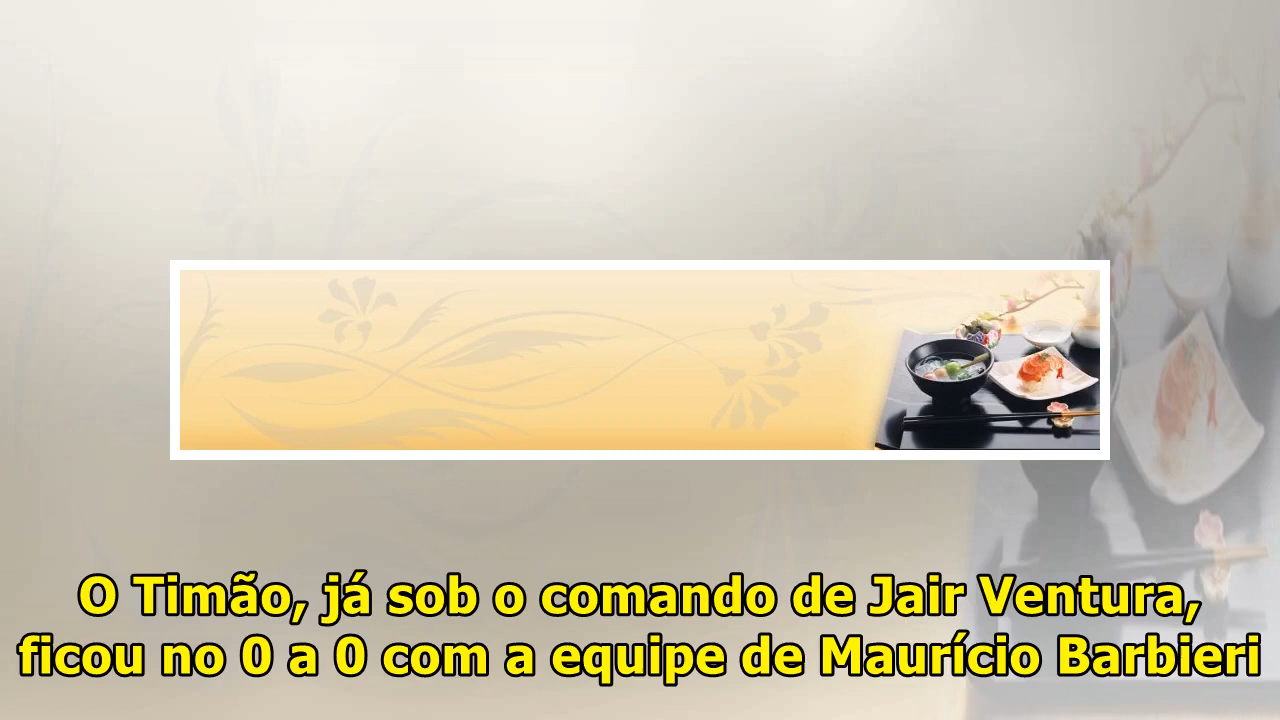 O Timão, já sob o comando de Jair Ventura,
ficou no 0 a 0 com a equipe de Maurício Barbieri